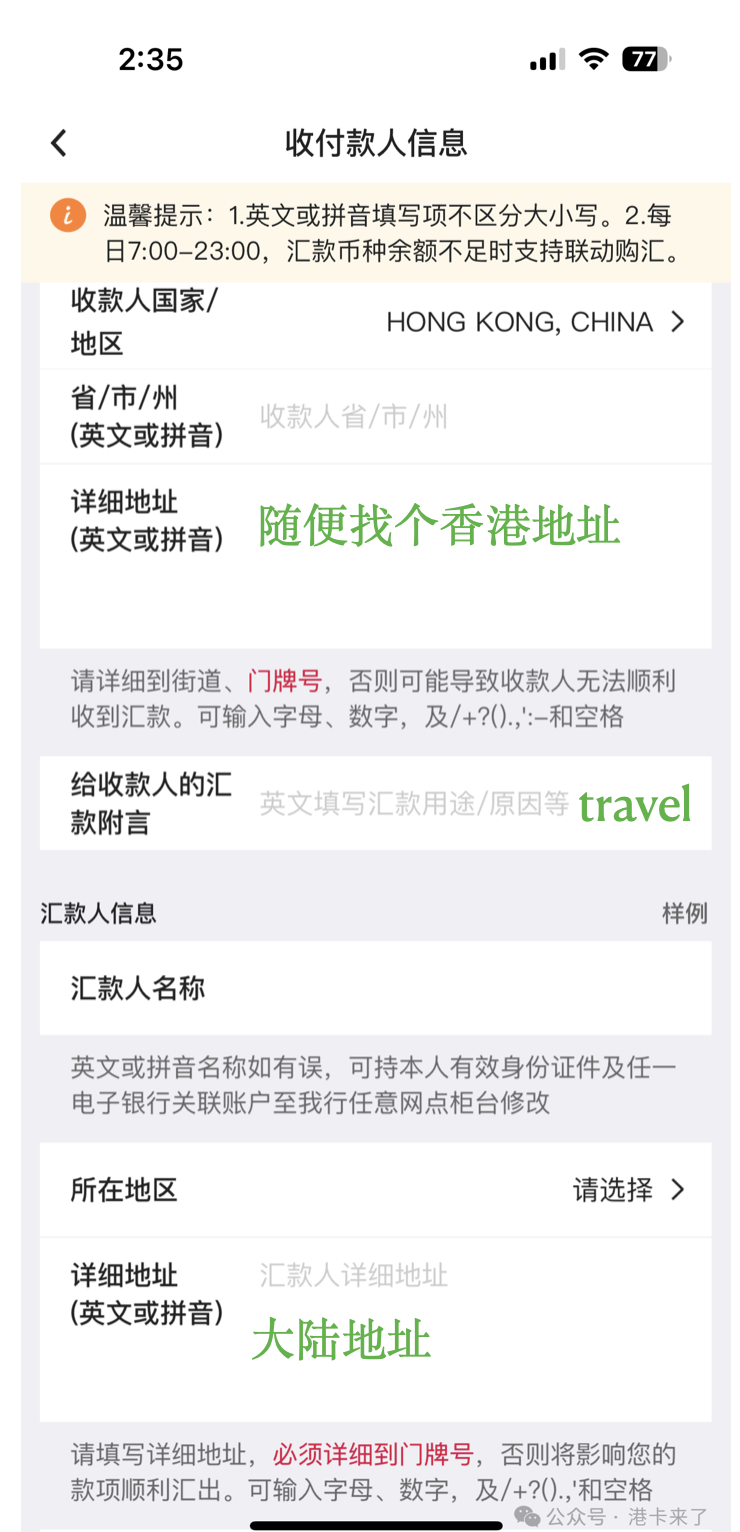 2:35
77
收付款人信息
温馨提示：1.英文或拼音填写项不区分大小写。2.每
日7:00-23:00，汇款币种余额不足时支持联动购汇。
收款人国家/
地区
HONG KONG, CHINA
省/市/州
(英文或拼音)
收款人省/市/州
详细地址
(英文或拼音)
随便找个香港地址
请详细到街道、门牌号，否则可能导致收款人无法顺利
收到汇款。可输入字母、数字，及/+?().,':-和空格
给收款人的汇
款附言
英文填写汇款用途/原因等 travel
汇款人信息 样例
汇款人名称
英文或拼音名称如有误，可持本人有效身份证件及任一
电子银行关联账户至我行任意网点柜台修改
所在地区 请选择
详细地址
(英文或拼音)
汇款人详细地址
大陆地址
请填写详细地址，必须详细到门牌号，否则将影响您的
款项顺利汇出。可输入字母、数字，及/+?().,'和空格
公众号 · 港卡来了